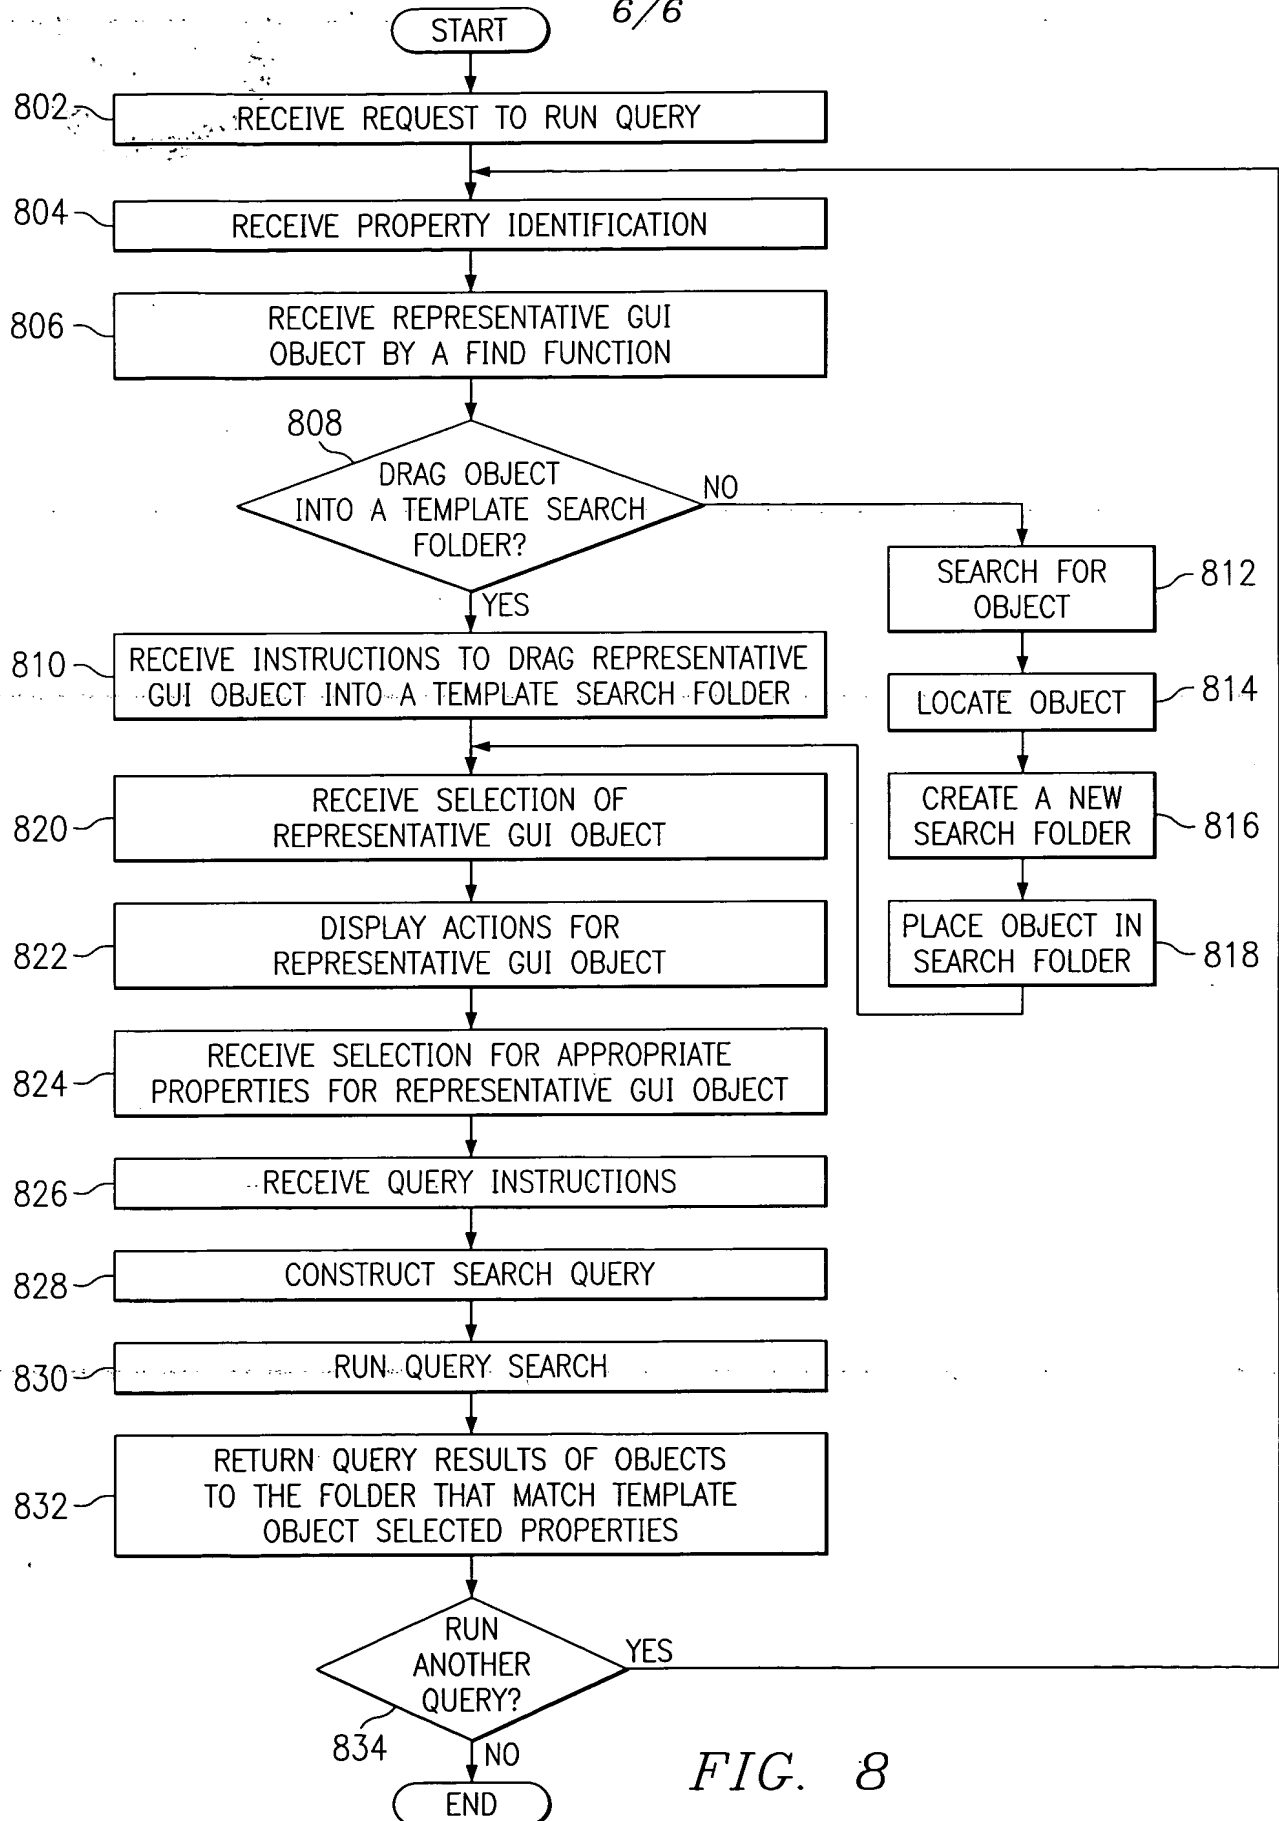 6/6
START
802
RECEIVE REQUEST TO RUN QUERY
804
RECEIVE PROPERTY IDENTIFICATION
806
RECEIVE REPRESENTATIVE GUI
OBJECT BY A FIND FUNCTION
808
DRAG OBJECT
INTO A TEMPLATE SEARCH
FOLDER?
NO
YES
812
SEARCH FOR
OBJECT
810
RECEIVE INSTRUCTIONS TO DRAG REPRESENTATIVE
GUI OBJECT INTO A TEMPLATE SEARCH FOLDER
814
LOCATE OBJECT
816
CREATE A NEW
SEARCH FOLDER
818
PLACE OBJECT IN
SEARCH FOLDER
820
RECEIVE SELECTION OF
REPRESENTATIVE GUI OBJECT
822
DISPLAY ACTIONS FOR
REPRESENTATIVE GUI OBJECT
824
RECEIVE SELECTION FOR APPROPRIATE
PROPERTIES FOR REPRESENTATIVE GUI OBJECT
826
RECEIVE QUERY INSTRUCTIONS
828
CONSTRUCT SEARCH QUERY
830
RUN QUERY SEARCH
832
RETURN QUERY RESULTS OF OBJECTS
TO THE FOLDER THAT MATCH TEMPLATE
OBJECT SELECTED PROPERTIES
RUN
ANOTHER
QUERY?
YES
834
NO
END
FIG. 8